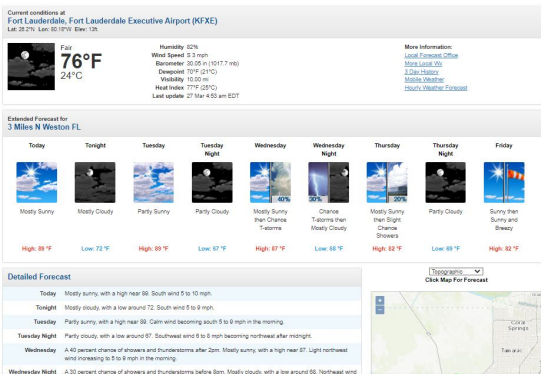 Current conditions at
Fort Lauderdale, Fort Lauderdale Executive Airport (KFXE)
Lat: 26.2°N Lon: 80.18°W Elev: 13ft.
Fair
76°F
24°C
Humidity 82%
Wind Speed S 3 mph
Barometer 30.05 in (1017.7 mb)
Dewpoint 70°F (21°C)
Visibility 10.00 mi
Heat Index 77°F (25°C)
Last update 27 Mar 4:53 am EDT
More Information:
Local Forecast Office
More Local Wx
3 Day History
Mobile Weather
Hourly Weather Forecast
Extended Forecast for
3 Miles N Weston FL
Today
Mostly Sunny
High: 89 °F
Tonight
Mostly Cloudy
Low: 72 °F
Tuesday
Partly Sunny
High: 89 °F
Tuesday
Night
Partly Cloudy
Low: 67 °F
Wednesday
40%
Mostly Sunny
then Chance
T-storms
High: 87 °F
Wednesday
Night
30%
Chance
T-storms then
Mostly Cloudy
Low: 68 °F
Thursday
20%
Mostly Sunny
then Slight
Chance
Showers
High: 82 °F
Thursday
Night
Partly Cloudy
Low: 69 °F
Friday
Sunny then
Sunny and
Breezy
High: 82 °F
Detailed Forecast
Today Mostly sunny, with a high near 89. South wind 5 to 10 mph.
Tonight Mostly cloudy, with a low around 72. South wind 5 to 9 mph.
Tuesday Partly sunny, with a high near 89. Calm wind becoming south 5 to 9 mph in the morning.
Tuesday Night Partly cloudy, with a low around 67. Southwest wind 6 to 8 mph becoming northwest after midnight.
Wednesday A 40 percent chance of showers and thunderstorms after 2pm. Mostly sunny, with a high near 87. Light northwest
wind increasing to 5 to 9 mph in the morning.
Wednesday Night A 30 percent chance of showers and thunderstorms before 8pm. Mostly cloudy, with a low around 68. Northwest wind
Topographic
Click Map For Forecast
+
−
Coral
Springs
Tamarac